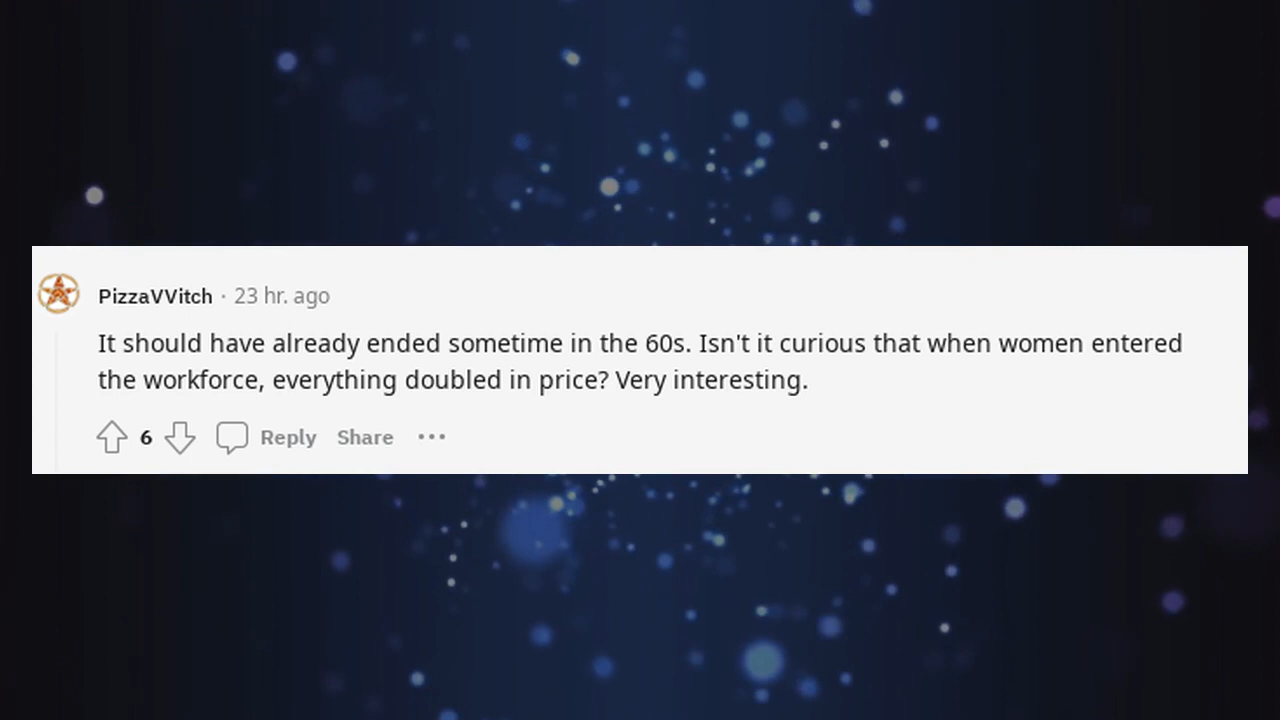 PizzaVVitch · 23 hr. ago
It should have already ended sometime in the 60s. Isn't it curious that when women entered
the workforce, everything doubled in price? Very interesting.
6 Reply Share •••